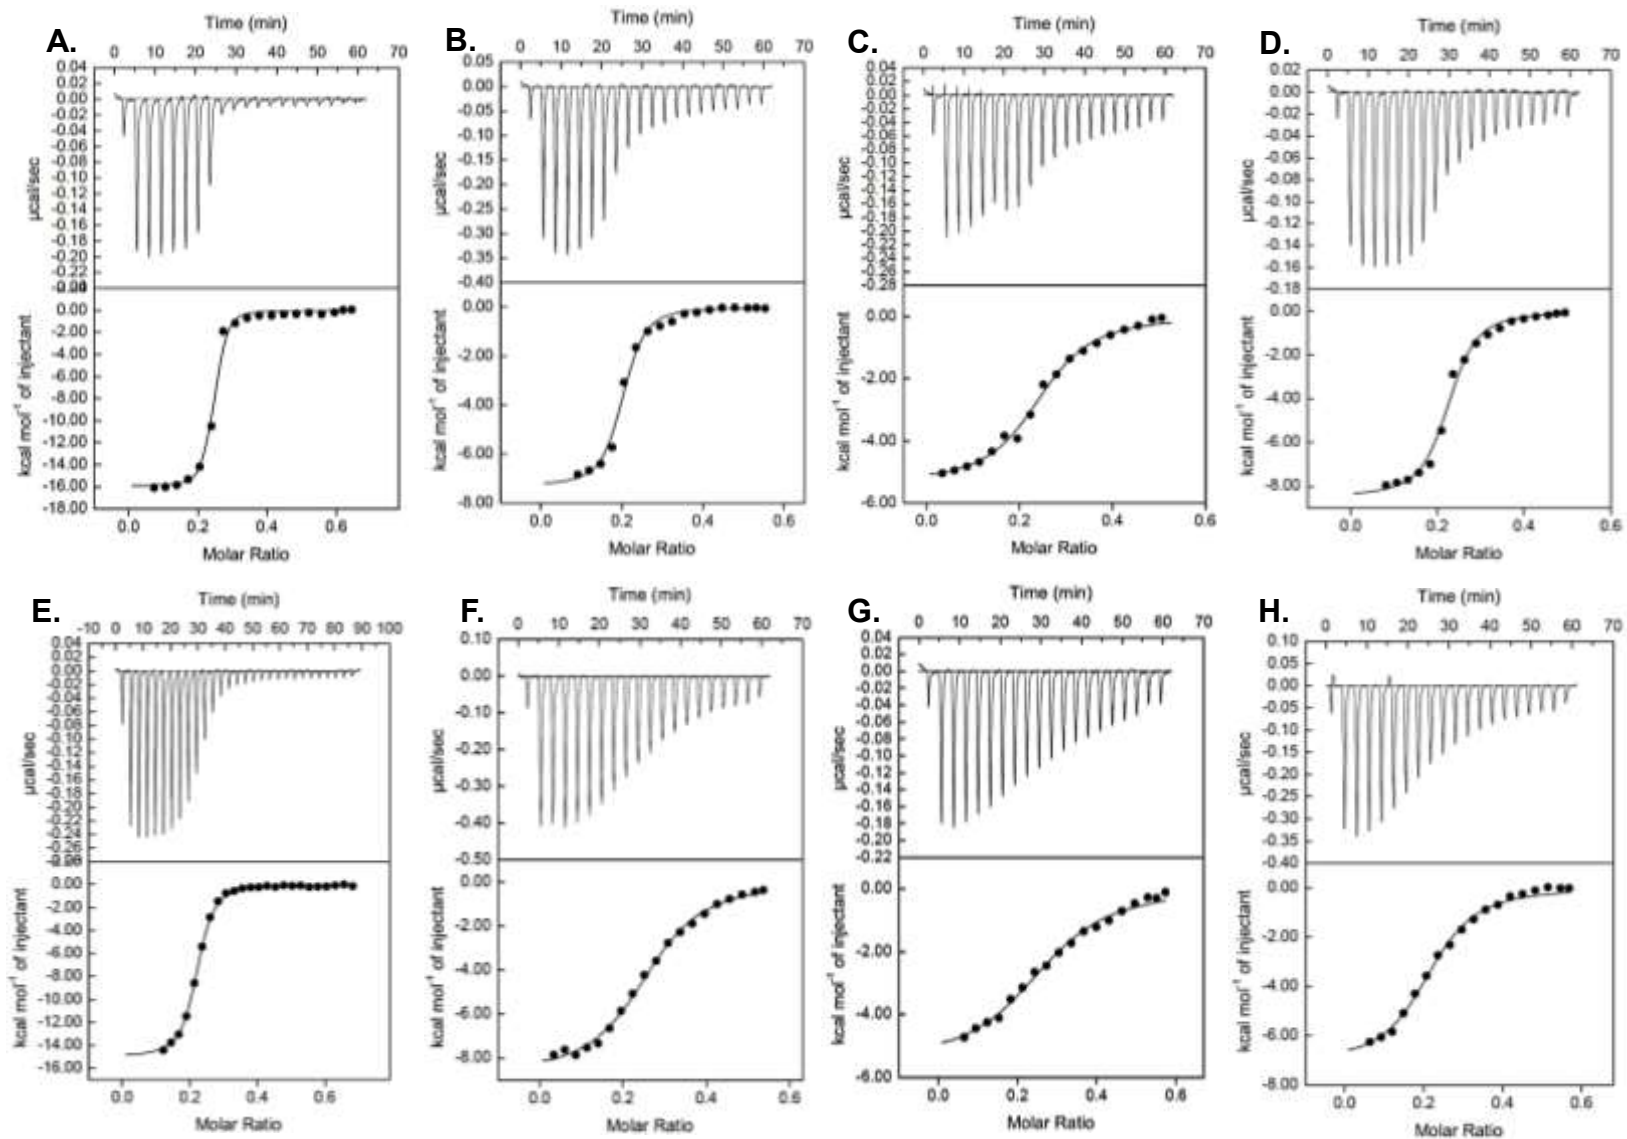 A.
Time (min)
0 10 20 30 40 50 60 70
0.04
0.02
0.00
-0.02
-0.04
-0.06
-0.08
-0.10
-0.12
-0.14
-0.16
-0.18
-0.20
-0.22
µcal/sec
0.00
-2.00
-4.00
-6.00
-8.00
-10.00
-12.00
-14.00
-16.00
-18.00
kcal mol⁻¹ of injectant
0.0 0.2 0.4 0.6
Molar Ratio
B.
Time (min)
0 10 20 30 40 50 60 70
0.05
0.00
-0.05
-0.10
-0.15
-0.20
-0.25
-0.30
-0.35
-0.40
µcal/sec
0.00
-2.00
-4.00
-6.00
-8.00
kcal mol⁻¹ of injectant
0.0 0.2 0.4 0.6
Molar Ratio
C.
Time (min)
0 10 20 30 40 50 60 70
0.04
0.02
0.00
-0.02
-0.04
-0.06
-0.08
-0.10
-0.12
-0.14
-0.16
-0.18
-0.20
-0.22
-0.24
-0.26
-0.28
µcal/sec
0.00
-2.00
-4.00
-6.00
kcal mol⁻¹ of injectant
0.0 0.2 0.4 0.6
Molar Ratio
D.
Time (min)
0 10 20 30 40 50 60 70
0.02
0.00
-0.02
-0.04
-0.06
-0.08
-0.10
-0.12
-0.14
-0.16
-0.18
µcal/sec
0.00
-2.00
-4.00
-6.00
-8.00
kcal mol⁻¹ of injectant
0.0 0.2 0.4 0.6
Molar Ratio
E.
Time (min)
-10 0 10 20 30 40 50 60 70 80 90 100
0.04
0.02
0.00
-0.02
-0.04
-0.06
-0.08
-0.10
-0.12
-0.14
-0.16
-0.18
-0.20
-0.22
-0.24
-0.26
µcal/sec
0.00
-2.00
-4.00
-6.00
-8.00
-10.00
-12.00
-14.00
-16.00
kcal mol⁻¹ of injectant
0.0 0.2 0.4 0.6
Molar Ratio
F.
Time (min)
0 10 20 30 40 50 60 70
0.10
0.00
-0.10
-0.20
-0.30
-0.40
-0.50
µcal/sec
0.00
-2.00
-4.00
-6.00
-8.00
kcal mol⁻¹ of injectant
0.0 0.2 0.4 0.6
Molar Ratio
G.
Time (min)
0 10 20 30 40 50 60 70
0.04
0.02
0.00
-0.02
-0.04
-0.06
-0.08
-0.10
-0.12
-0.14
-0.16
-0.18
-0.20
-0.22
µcal/sec
0.00
-2.00
-4.00
-6.00
kcal mol⁻¹ of injectant
0.0 0.2 0.4 0.6
Molar Ratio
H.
Time (min)
0 10 20 30 40 50 60 70
0.10
0.05
0.00
-0.05
-0.10
-0.15
-0.20
-0.25
-0.30
-0.35
-0.40
µcal/sec
0.00
-2.00
-4.00
-6.00
-8.00
kcal mol⁻¹ of injectant
0.0 0.2 0.4 0.6
Molar Ratio